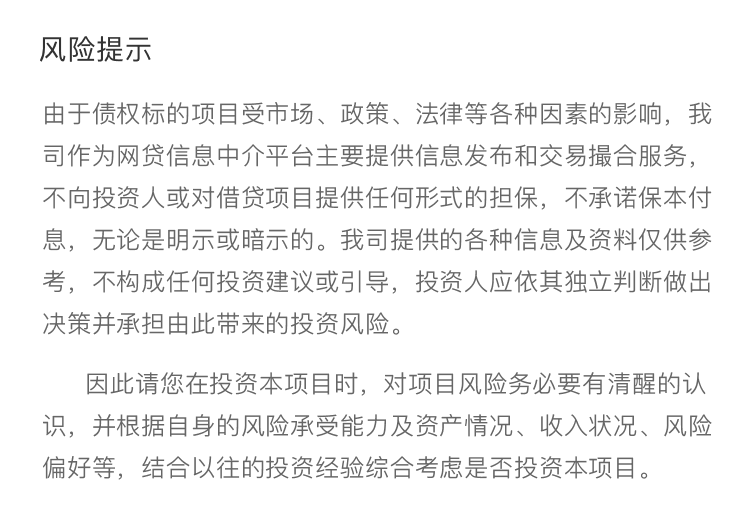 风险提示
由于债权标的项目受市场、政策、法律等各种因素的影响，我
司作为网贷信息中介平台主要提供信息发布和交易撮合服务，
不向投资人或对借贷项目提供任何形式的担保，不承诺保本付
息，无论是明示或暗示的。我司提供的各种信息及资料仅供参
考，不构成任何投资建议或引导，投资人应依其独立判断做出
决策并承担由此带来的投资风险。
因此请您在投资本项目时，对项目风险务必要有清醒的认
识，并根据自身的风险承受能力及资产情况、收入状况、风险
偏好等，结合以往的投资经验综合考虑是否投资本项目。